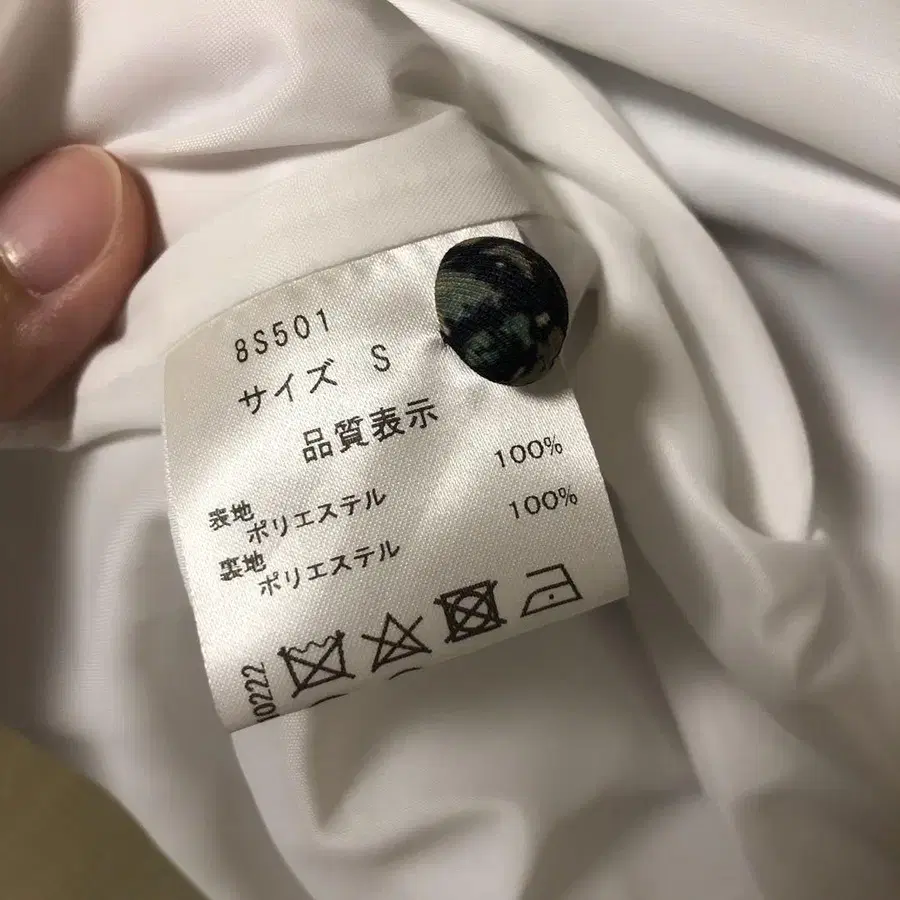 8S501
サイズ S
品質表示
表地
ポリエステル 100%
裏地
ポリエステル 100%
0222